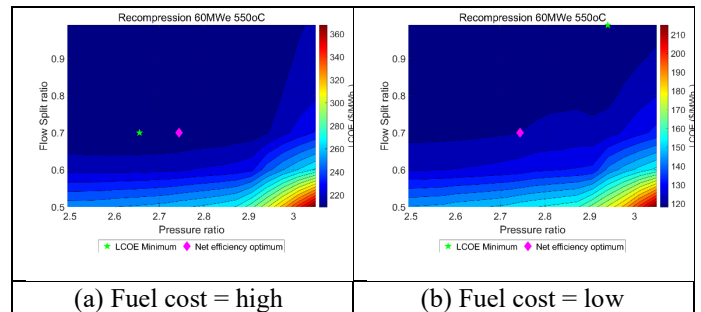 Recompression 60MWe 550oC
0.9
0.8
0.7
0.6
0.5
Flow Split ratio
2.5 2.6 2.7 2.8 2.9 3
Pressure ratio
360
340
320
300
280
260
240
220
LCOE ($/MWh
LCOE Minimum Net efficiency optimum
(a) Fuel cost = high
Recompression 60MWe 550oC
0.9
0.8
0.7
0.6
0.5
Flow Split ratio
2.5 2.6 2.7 2.8 2.9 3
Pressure ratio
210
200
190
180
170
160
150
140
130
120
LCOE ($/MWh
LCOE Minimum Net efficiency optimum
(b) Fuel cost = low